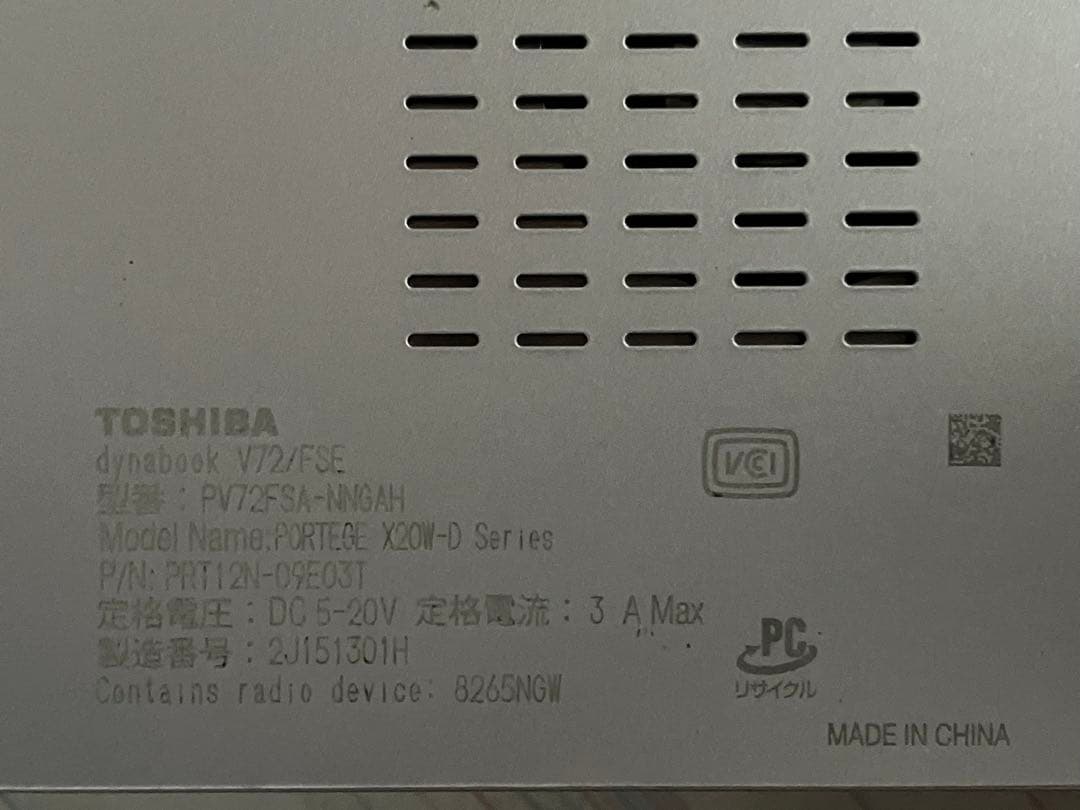 TOSHIBA
dynabook V72/FSE
型番：PV72FSA-NNGAH
Model Name:PORTEGE X20W-D Series
P/N: PRT12N-09E03T
定格電圧：DC 5-20V 定格電流：3 A Max
製造番号：2J151301H
Contains radio device: 8265NGW
VCCI
PC
リサイクル
MADE IN CHINA